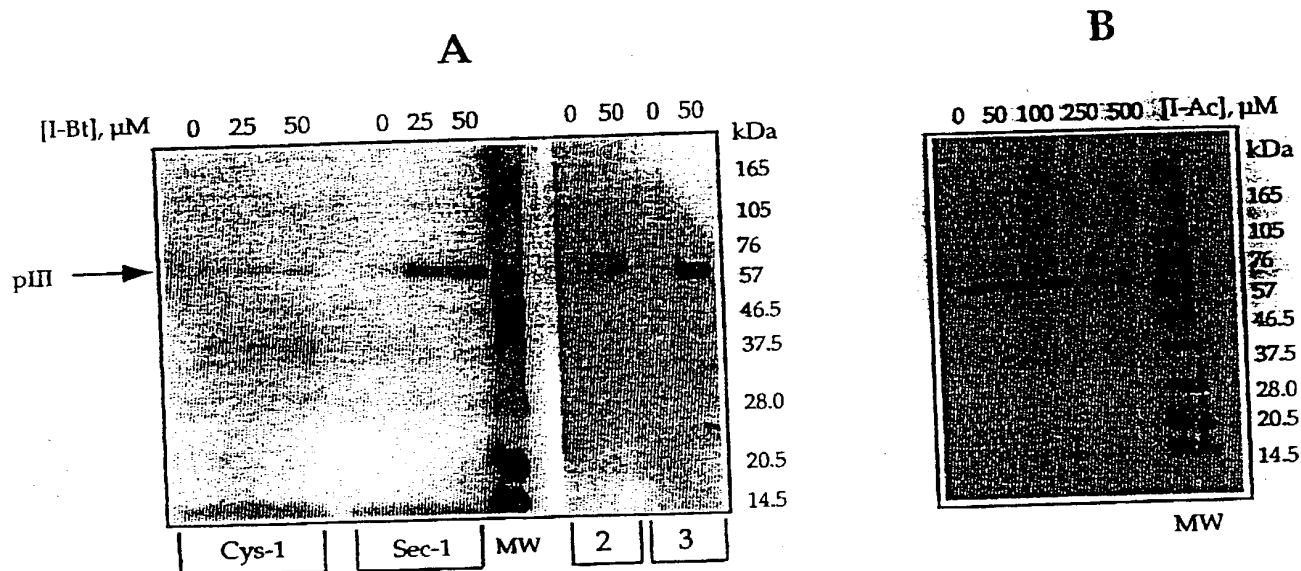 A
[I-Bt], µM 0 25 50 0 25 50 0 50 0 50
kDa
165
105
76
pIII
57
46.5
37.5
28.0
20.5
14.5
Cys-1 Sec-1 MW 2 3
B
0 50 100 250 500 [I-Ac], µM
kDa
165
105
76
57
46.5
37.5
28.0
20.5
14.5
MW